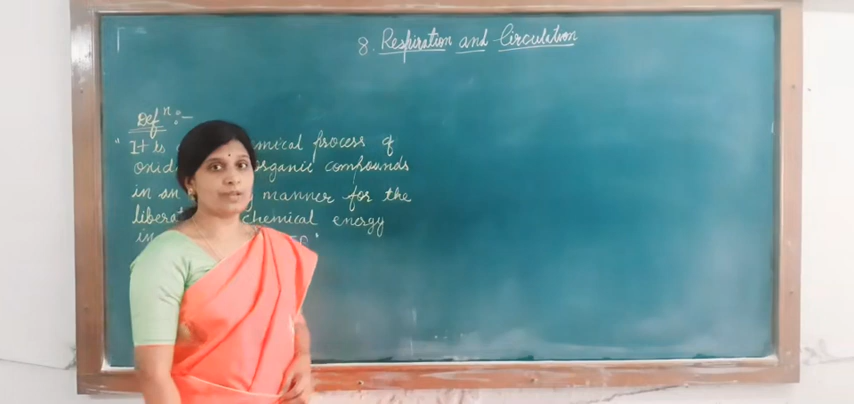 8. Respiration and Circulation
Defⁿ:-
"It is mical process of
oxid organic compounds
in an manner for the
liberat chemical energy
in